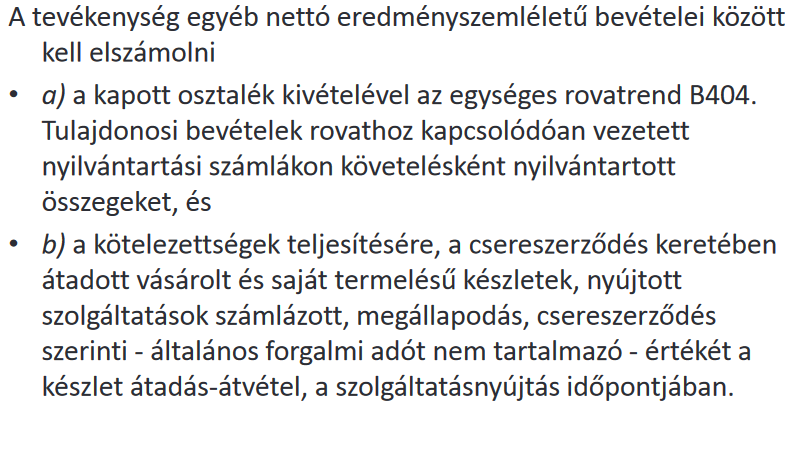 A tevékenység egyéb nettó eredményszemléletű bevételei között
kell elszámolni
• a) a kapott osztalék kivételével az egységes rovatrend B404.
Tulajdonosi bevételek rovathoz kapcsolódóan vezetett
nyilvántartási számlákon követelésként nyilvántartott
összegeket, és
• b) a kötelezettségek teljesítésére, a csereszerződés keretében
átadott vásárolt és saját termelésű készletek, nyújtott
szolgáltatások számlázott, megállapodás, csereszerződés
szerinti - általános forgalmi adót nem tartalmazó - értékét a
készlet átadás-átvétel, a szolgáltatásnyújtás időpontjában.